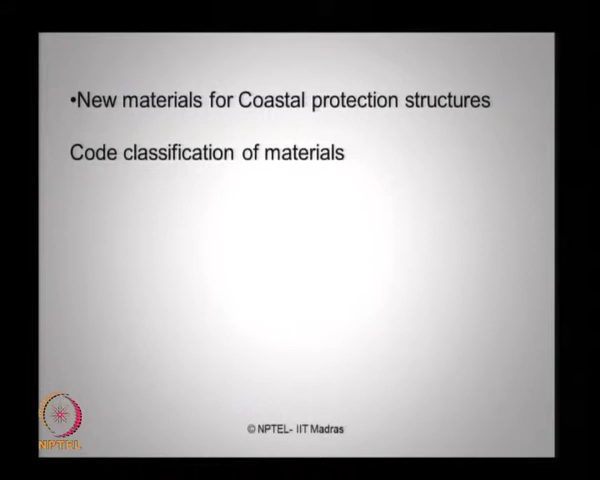 •New materials for Coastal protection structures
Code classification of materials
© NPTEL- IIT Madras
NPTEL